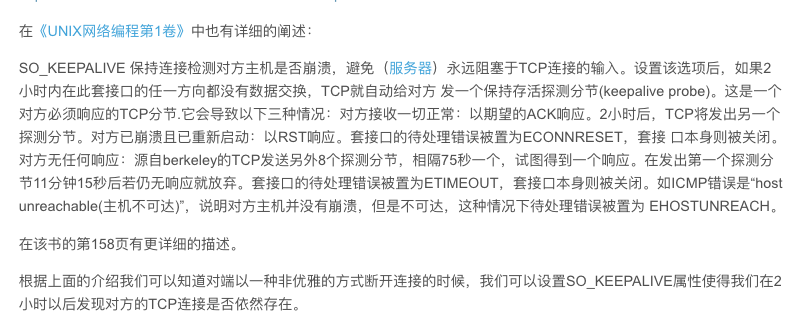 在《UNIX网络编程第1卷》中也有详细的阐述：
SO_KEEPALIVE 保持连接检测对方主机是否崩溃，避免（服务器）永远阻塞于TCP连接的输入。设置该选项后，如果2
小时内在此套接口的任一方向都没有数据交换，TCP就自动给对方 发一个保持存活探测分节(keepalive probe)。这是一个
对方必须响应的TCP分节.它会导致以下三种情况：对方接收一切正常：以期望的ACK响应。2小时后，TCP将发出另一个
探测分节。对方已崩溃且已重新启动：以RST响应。套接口的待处理错误被置为ECONNRESET，套接 口本身则被关闭。
对方无任何响应：源自berkeley的TCP发送另外8个探测分节，相隔75秒一个，试图得到一个响应。在发出第一个探测分
节11分钟15秒后若仍无响应就放弃。套接口的待处理错误被置为ETIMEOUT，套接口本身则被关闭。如ICMP错误是“host
unreachable(主机不可达)”，说明对方主机并没有崩溃，但是不可达，这种情况下待处理错误被置为 EHOSTUNREACH。
在该书的第158页有更详细的描述。
根据上面的介绍我们可以知道对端以一种非优雅的方式断开连接的时候，我们可以设置SO_KEEPALIVE属性使得我们在2
小时以后发现对方的TCP连接是否依然存在。